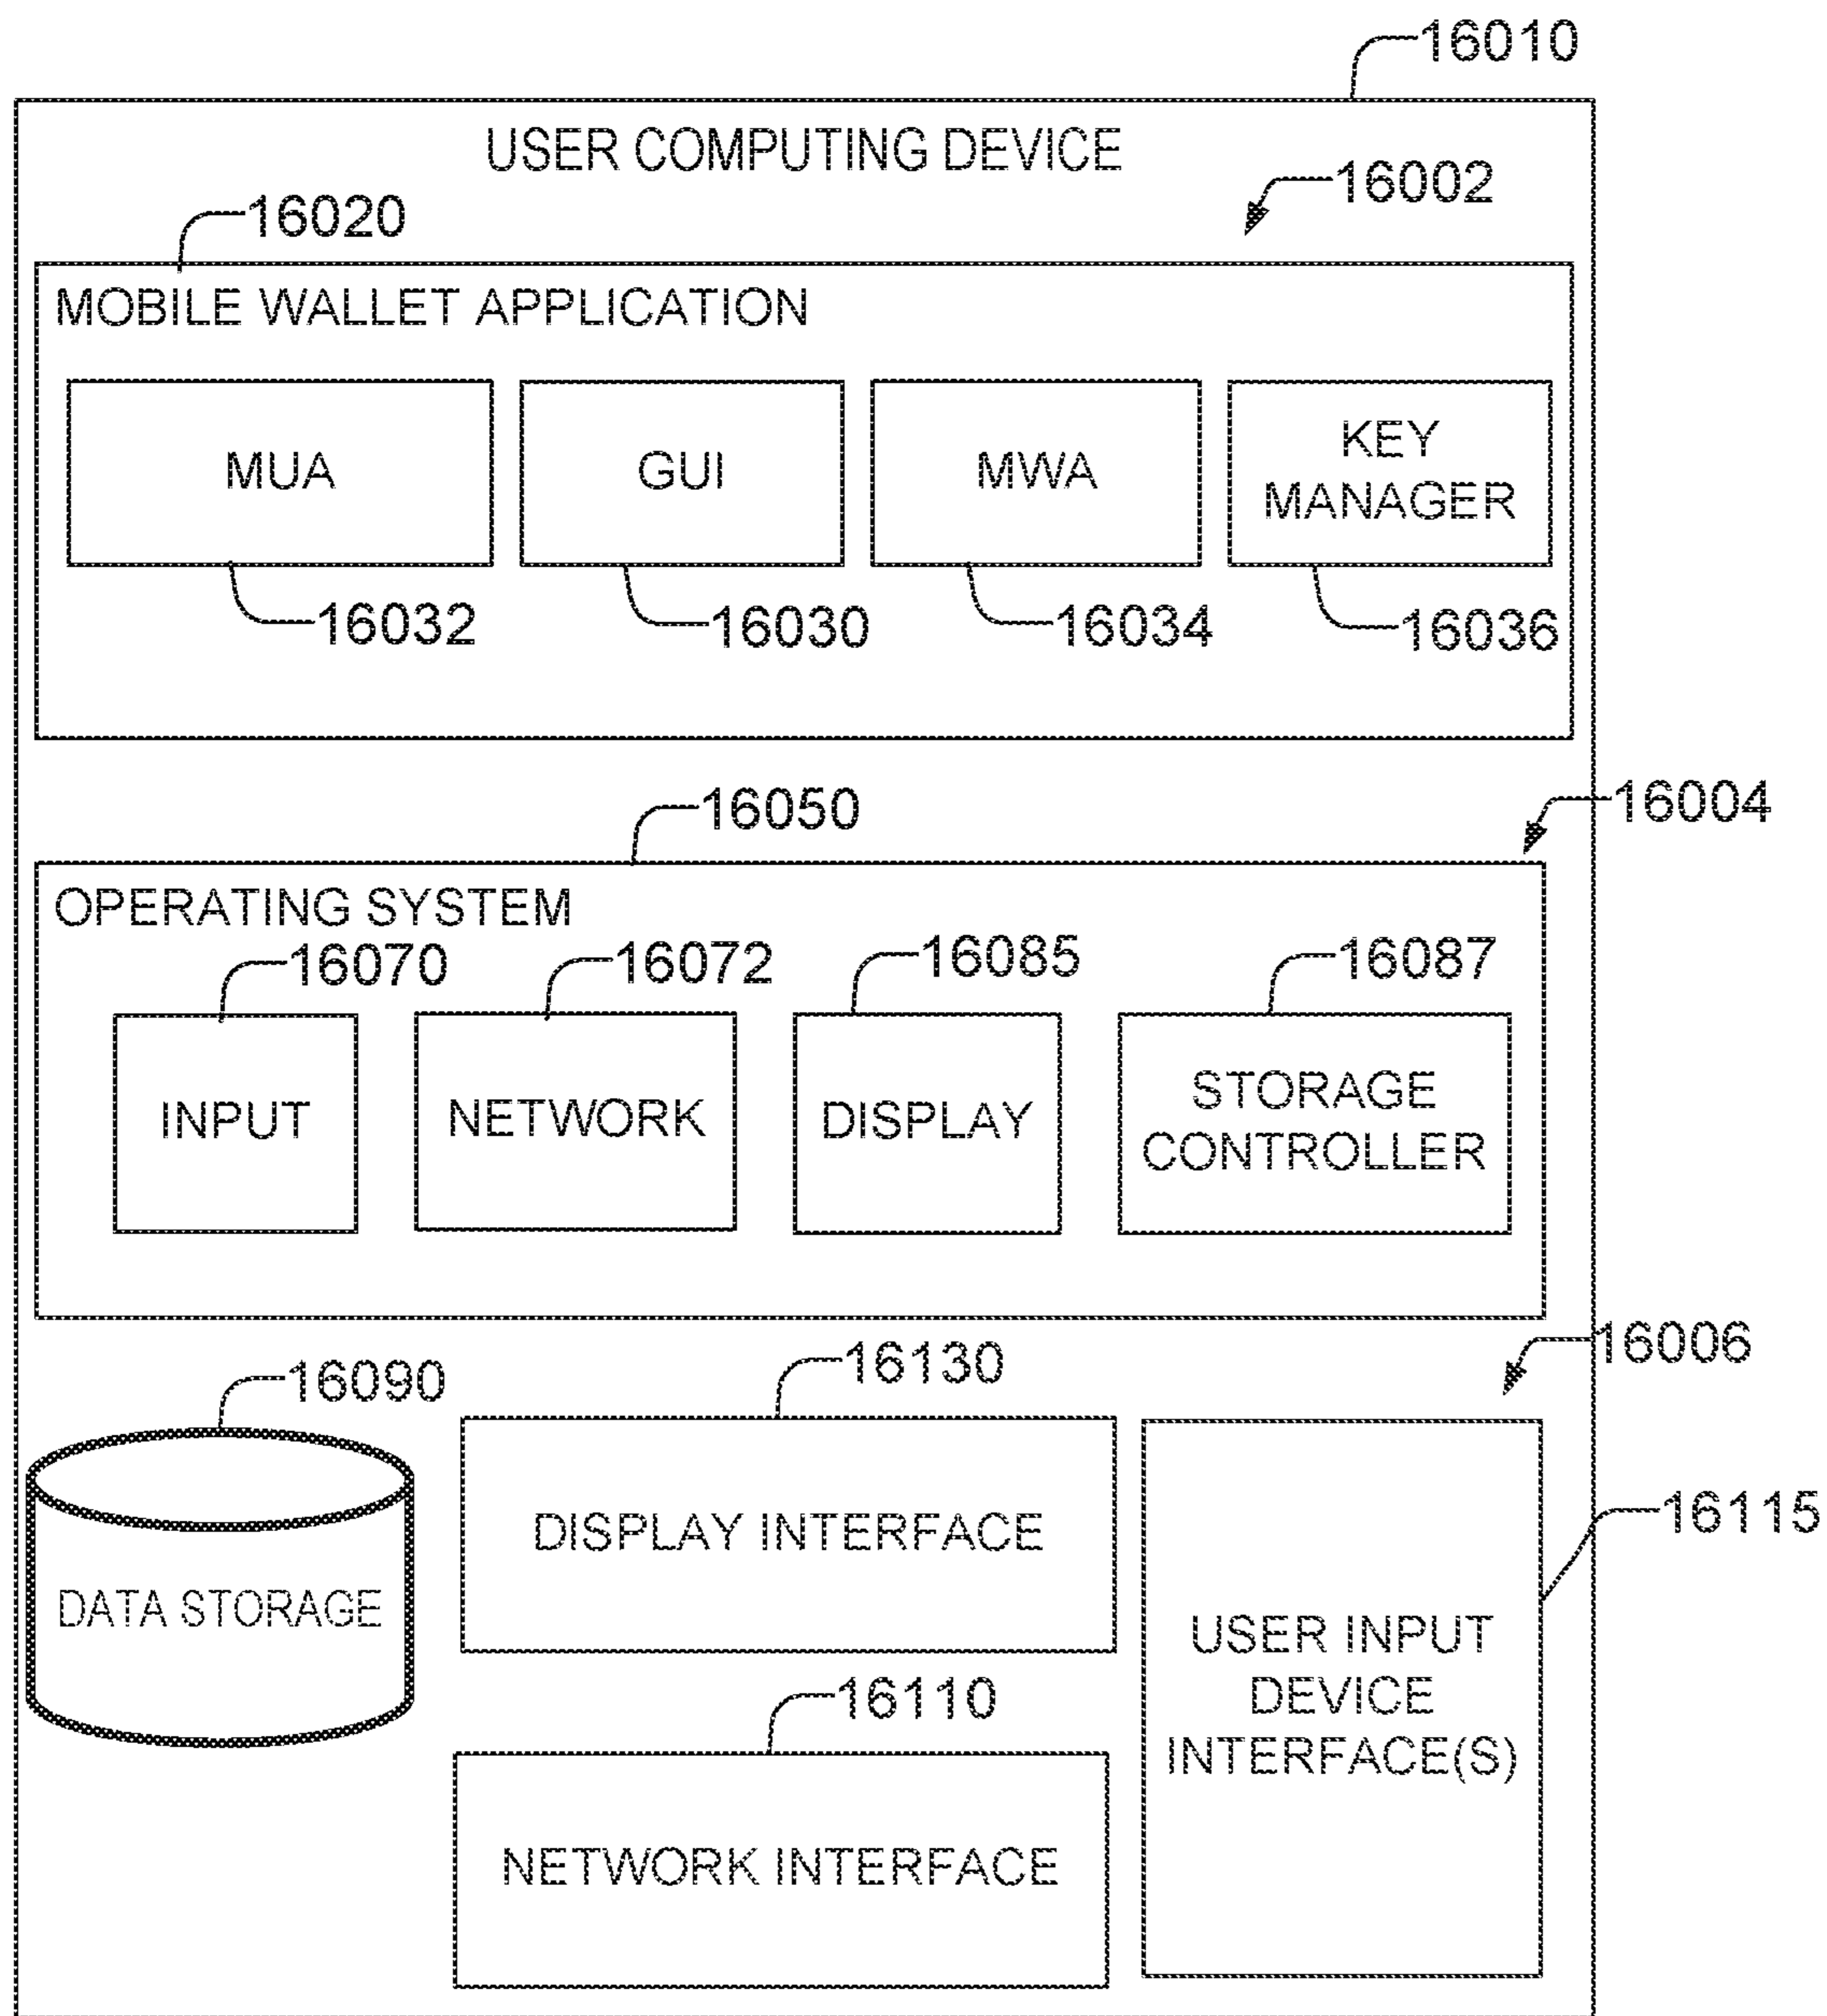 16010
USER COMPUTING DEVICE
16002
16020
MOBILE WALLET APPLICATION
MUA
GUI
MWA
KEY
MANAGER
16032
16030
16034
16036
16050
16004
OPERATING SYSTEM
16070
16072
16085
16087
INPUT
NETWORK
DISPLAY
STORAGE
CONTROLLER
16006
16090
16130
DATA STORAGE
DISPLAY INTERFACE
16115
USER INPUT
DEVICE
INTERFACE(S)
16110
NETWORK INTERFACE